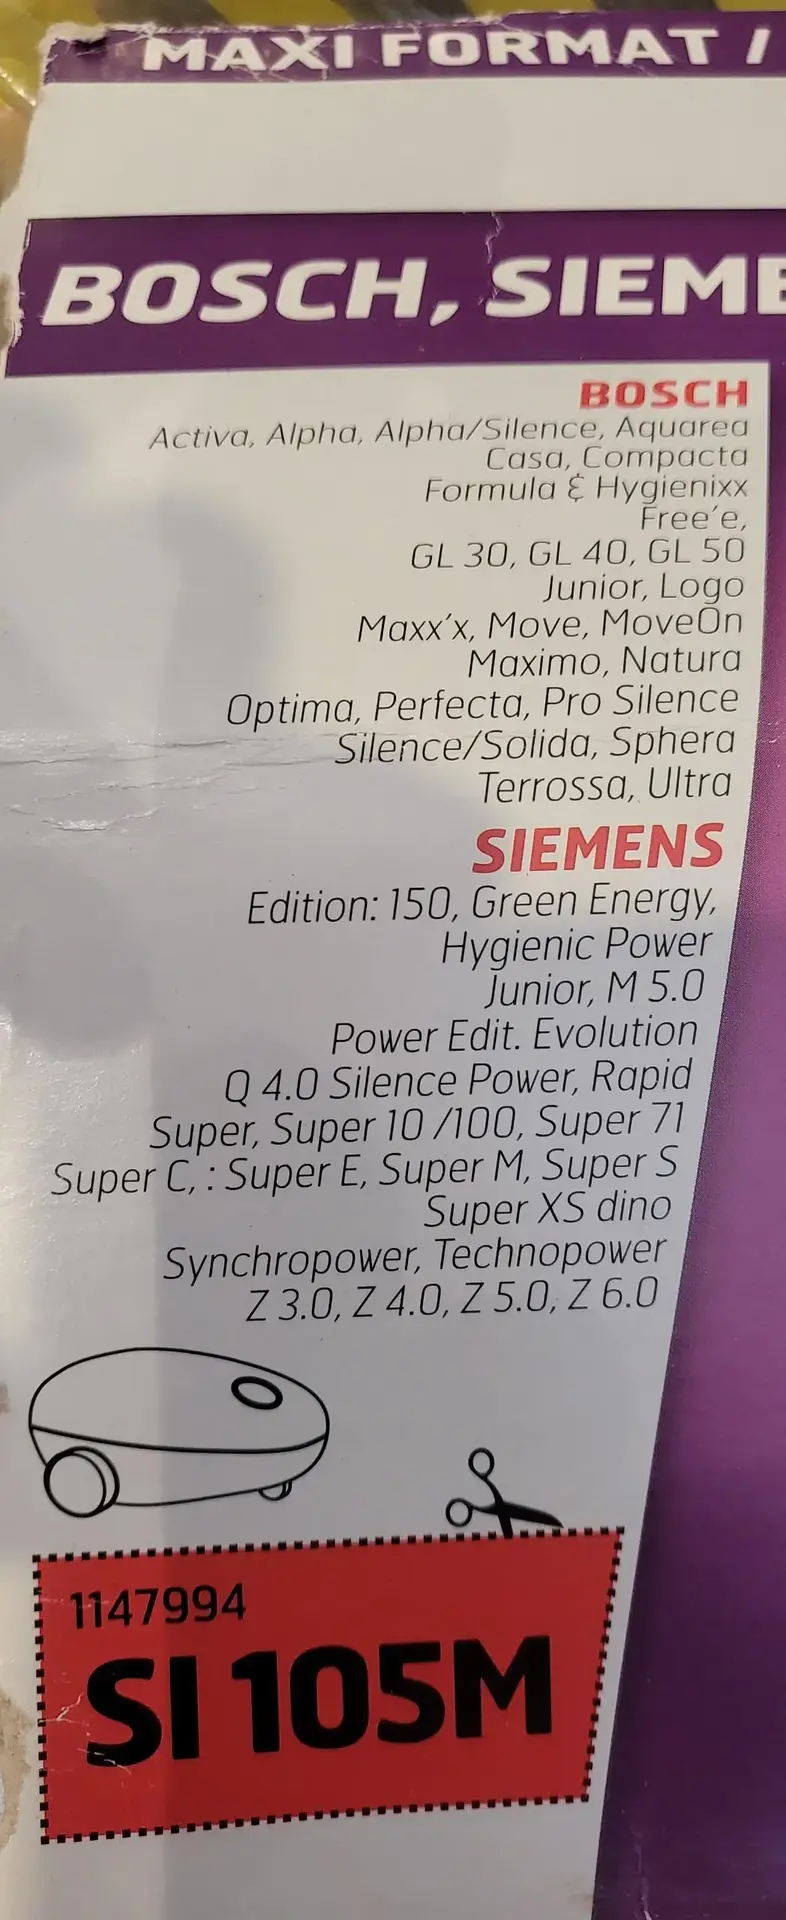 MAXI FORMAT /
BOSCH, SIEME
BOSCH
Activa, Alpha, Alpha/Silence, Aquarea
Casa, Compacta
Formula & Hygienixx
Free'e,
GL 30, GL 40, GL 50
Junior, Logo
Maxx'x, Move, MoveOn
Maximo, Natura
Optima, Perfecta, Pro Silence
Silence/Solida, Sphera
Terrossa, Ultra
SIEMENS
Edition: 150, Green Energy,
Hygienic Power
Junior, M 5.0
Power Edit. Evolution
Q 4.0 Silence Power, Rapid
Super, Super 10 /100, Super 71
Super C, : Super E, Super M, Super S
Super XS dino
Synchropower, Technopower
Z 3.0, Z 4.0, Z 5.0, Z 6.0
1147994
SI 105M